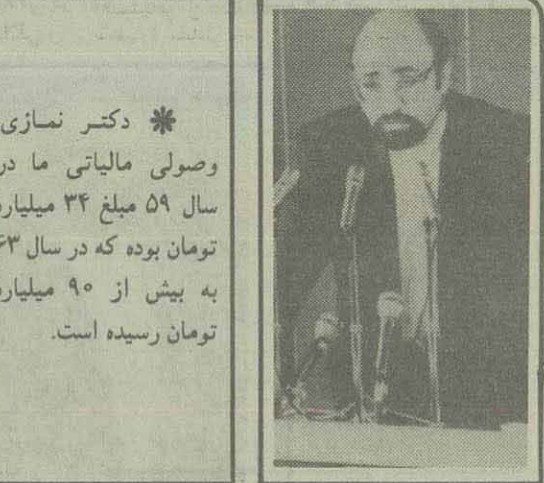 ❋ دکتر نمازی
وصولی مالیاتی ما در
سال ۵۹ مبلغ ۳۴ میلیارد
تومان بوده که در سال ۶۳
به بیش از ۹۰ میلیارد
تومان رسیده است.